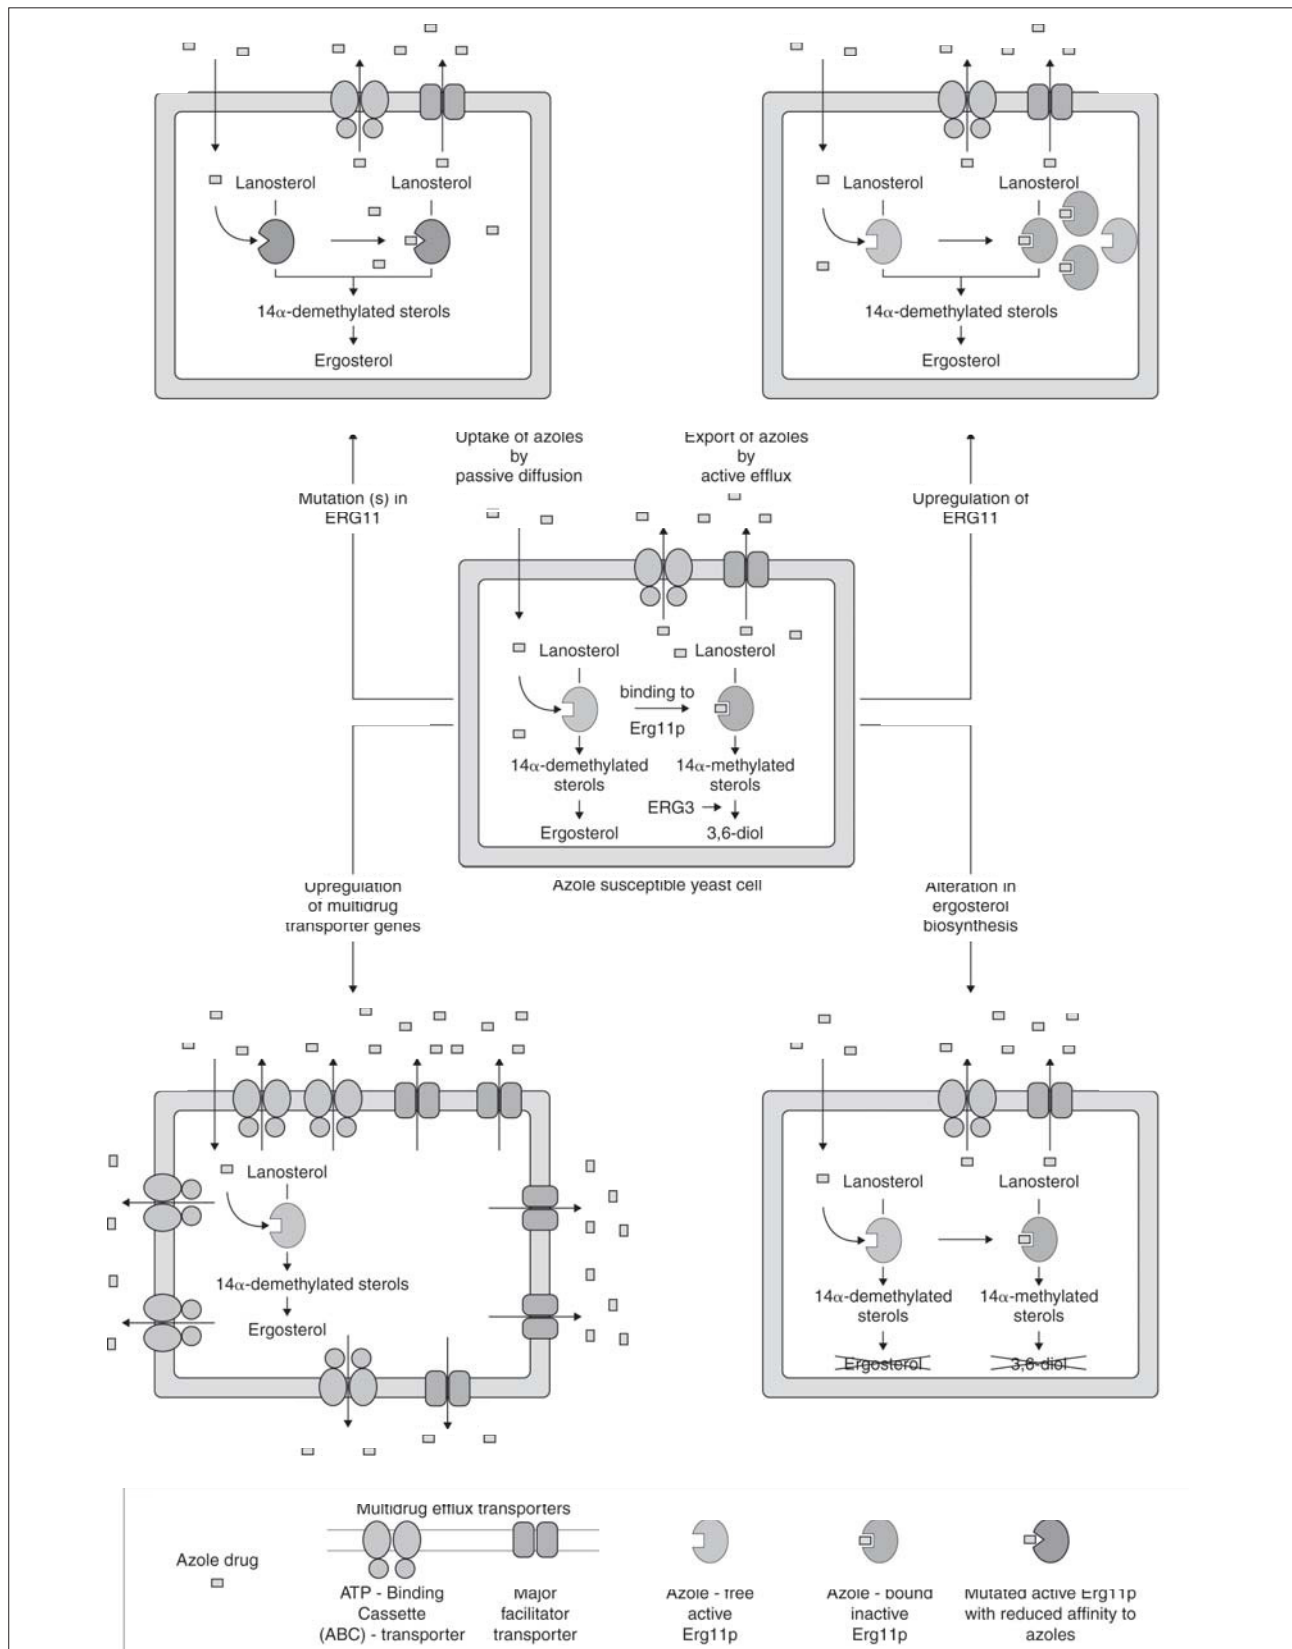 Lanosterol
Lanosterol
14α-demethylated sterols
Ergosterol
Lanosterol
Lanosterol
14α-demethylated sterols
Ergosterol
Mutation (s) in
ERG11
Uptake of azoles
by
passive diffusion
Export of azoles
by
active efflux
Upregulation of
ERG11
Lanosterol
Lanosterol
binding to
Erg11p
14α-demethylated
sterols
14α-methylated
sterols
ERG3
Ergosterol
3,6-diol
Azole susceptible yeast cell
Upregulation
of multidrug
transporter genes
Alteration in
ergosterol
biosynthesis
Lanosterol
14α-demethylated sterols
Ergosterol
Lanosterol
Lanosterol
14α-demethylated
sterols
14α-methylated
sterols
Ergosterol
3,6-diol
Azole drug
Multidrug efflux transporters
ATP - Binding
Cassette
(ABC) - transporter
Major
facilitator
transporter
Azole - free
active
Erg11p
Azole - bound
inactive
Erg11p
Mutated active Erg11p
with reduced affinity to
azoles